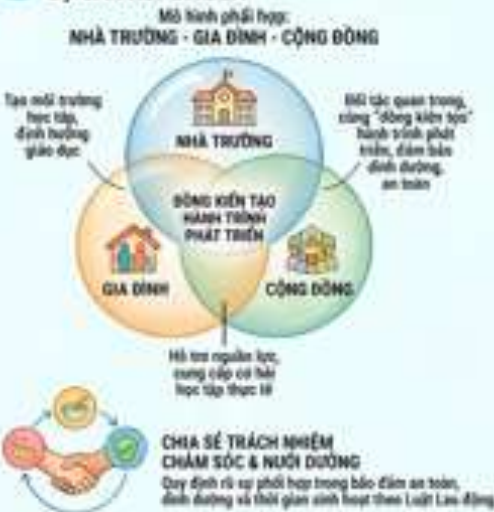 Mô hình phối hợp:
NHÀ TRƯỜNG - GIA ĐÌNH - CỘNG ĐỒNG
Tạo môi trường
học tập,
định hướng
giáo dục
Đối tác quan trọng,
cùng "đồng kiến tạo"
hành trình phát
triển, đảm bảo
dinh dưỡng,
an toàn
NHÀ TRƯỜNG
ĐỒNG KIẾN TẠO
HÀNH TRÌNH
PHÁT TRIỂN
GIA ĐÌNH
CỘNG ĐỒNG
Hỗ trợ nguồn lực,
cung cấp cơ hội
học tập thực tế
CHIA SẺ TRÁCH NHIỆM
CHĂM SÓC & NUÔI DƯỠNG
Quy định rõ sự phối hợp trong bảo đảm an toàn,
dinh dưỡng và thời gian sinh hoạt theo Luật Lao động